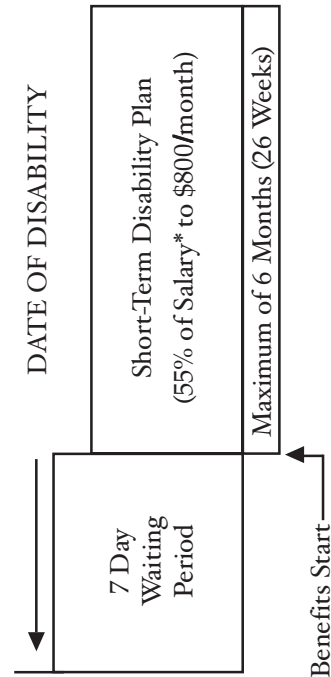 DATE OF DISABILITY
7 Day
Waiting
Period
Short-Term Disability Plan
(55% of Salary* to $800/month)
Maximum of 6 Months (26 Weeks)
Benefits Start